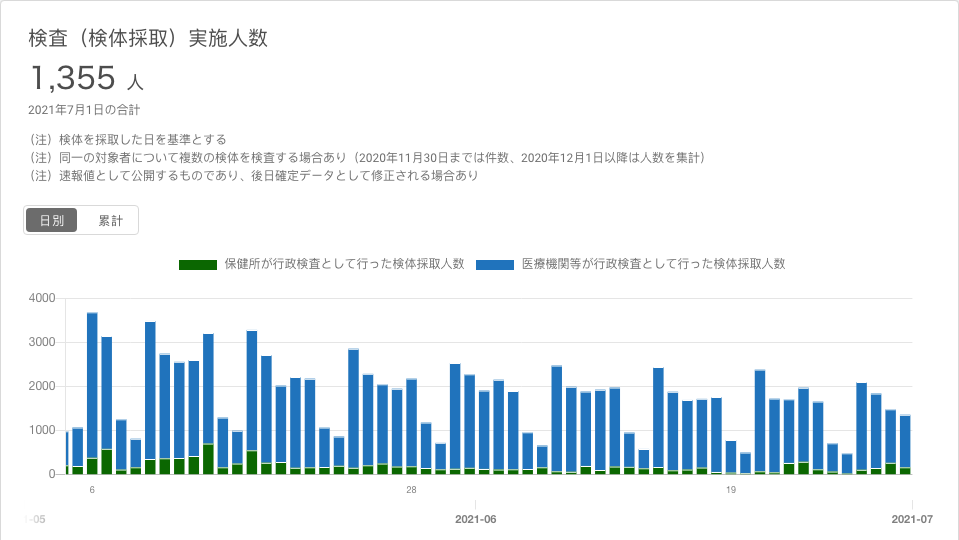 検査（検体採取）実施人数
1,355 人
2021年7月1日の合計
（注）検体を採取した日を基準とする
（注）同一の対象者について複数の検体を検査する場合あり（2020年11月30日までは件数、2020年12月1日以降は人数を集計）
（注）速報値として公開するものであり、後日確定データとして修正される場合あり
日別 累計
保健所が行政検査として行った検体採取人数 医療機関等が行政検査として行った検体採取人数
4000
3000
2000
1000
0
6 28 19
-05 2021-06 2021-07